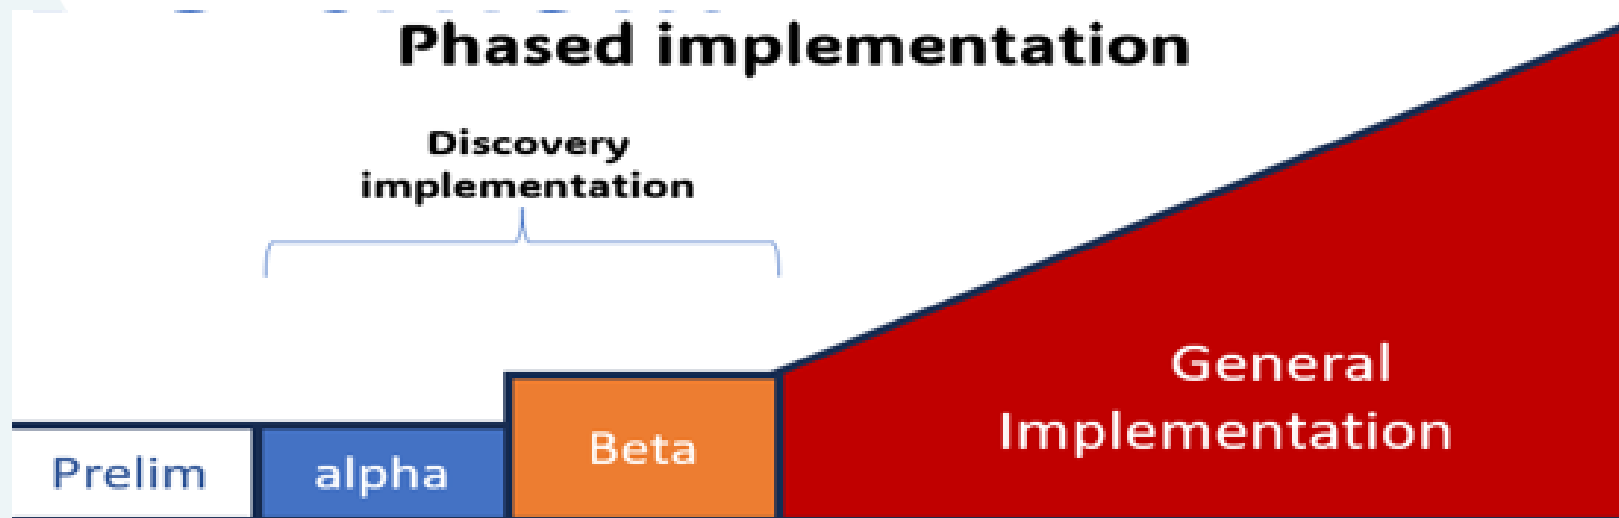 Phased implementation
Discovery
implementation
Prelim
alpha
Beta
General
Implementation